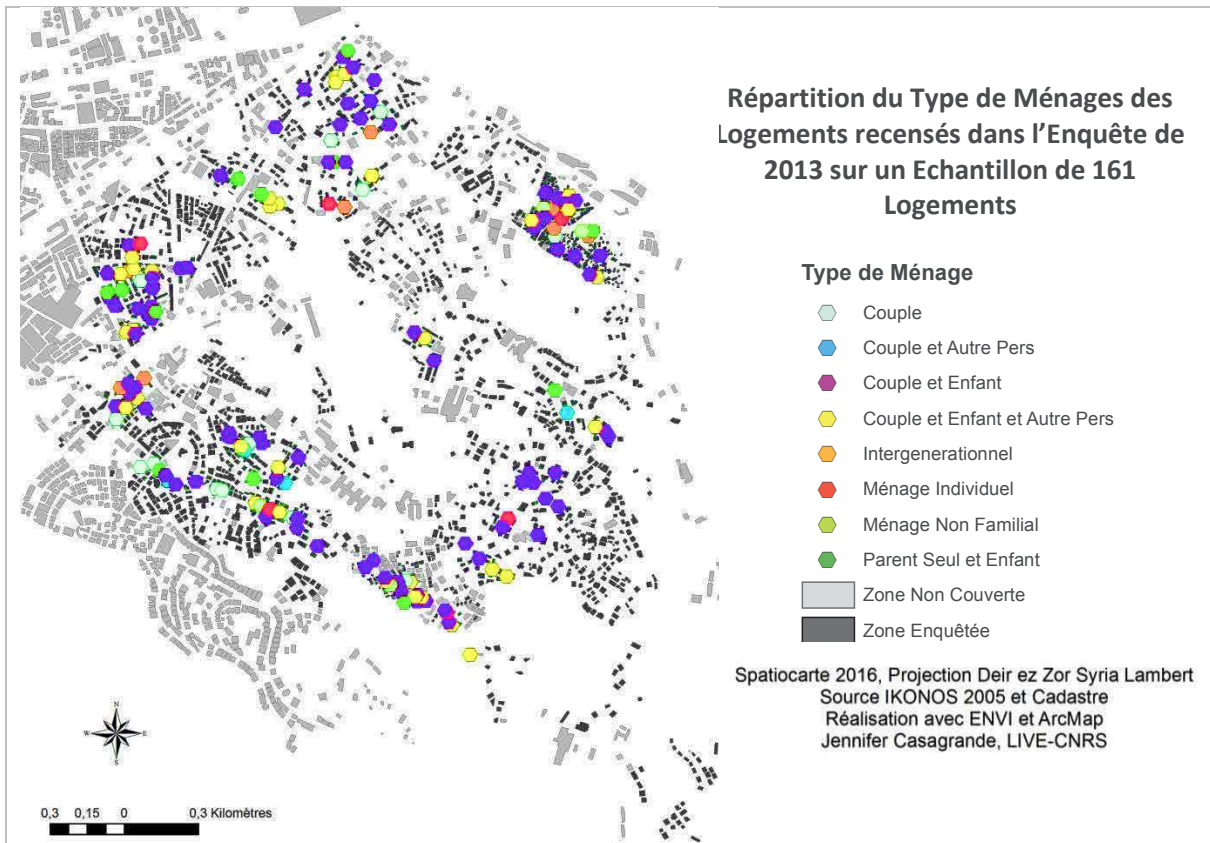 Répartition du Type de Ménages des
Logements recensés dans l'Enquête de
2013 sur un Echantillon de 161
Logements
Type de Ménage
Couple
Couple et Autre Pers
Couple et Enfant
Couple et Enfant et Autre Pers
Intergenerationnel
Ménage Individuel
Ménage Non Familial
Parent Seul et Enfant
Zone Non Couverte
Zone Enquêtée
Spatiocarte 2016, Projection Deir ez Zor Syria Lambert
Source IKONOS 2005 et Cadastre
Réalisation avec ENVI et ArcMap
Jennifer Casagrande, LIVE-CNRS
N
W E
S
0,3 0,15 0 0,3 Kilomètres